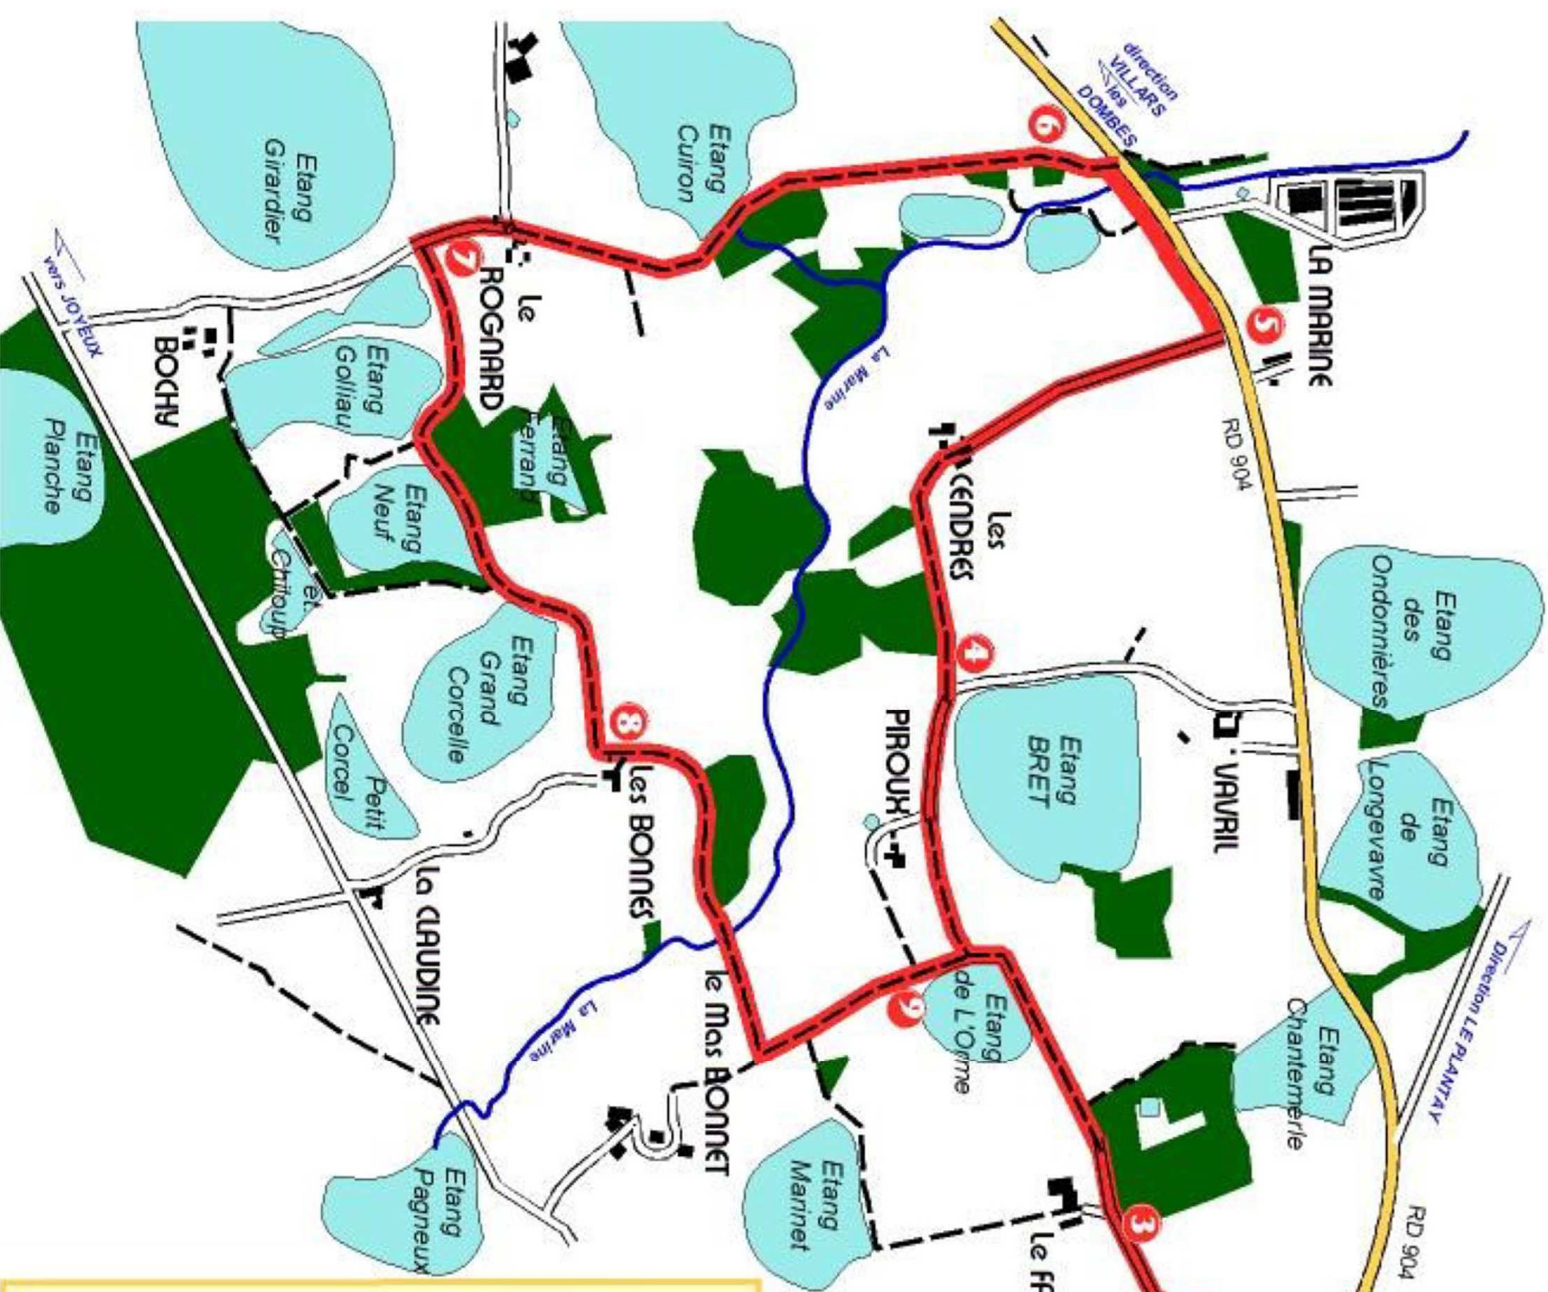 direction
VILLARS
les
DOMBES
6
Etang
Cuiron
Etang
Girardier
LA MARINE
5
RD 904
7
Le
ROGNARD
vers JOYEUX
BOCHY
Etang
Golliau
La Marine
Etang
Planche
Etang
Neuf
Les
CENDRES
4
Etang
des
Ondonnières
et.
Chiloup
Etang
Grand
Corcelle
Petit
Corcel
8
Les BONNES
PIROUX
Etang
BRET
VAVRIL
Etang
de
Longevavre
La CLAUDINE
Direction LE PLANTAY
le Mas BONNET
La Marine
9
Etang
de L'Orme
Etang
Chantemerle
Etang
Pagneux
Etang
Marinet
3
Le
RD 904